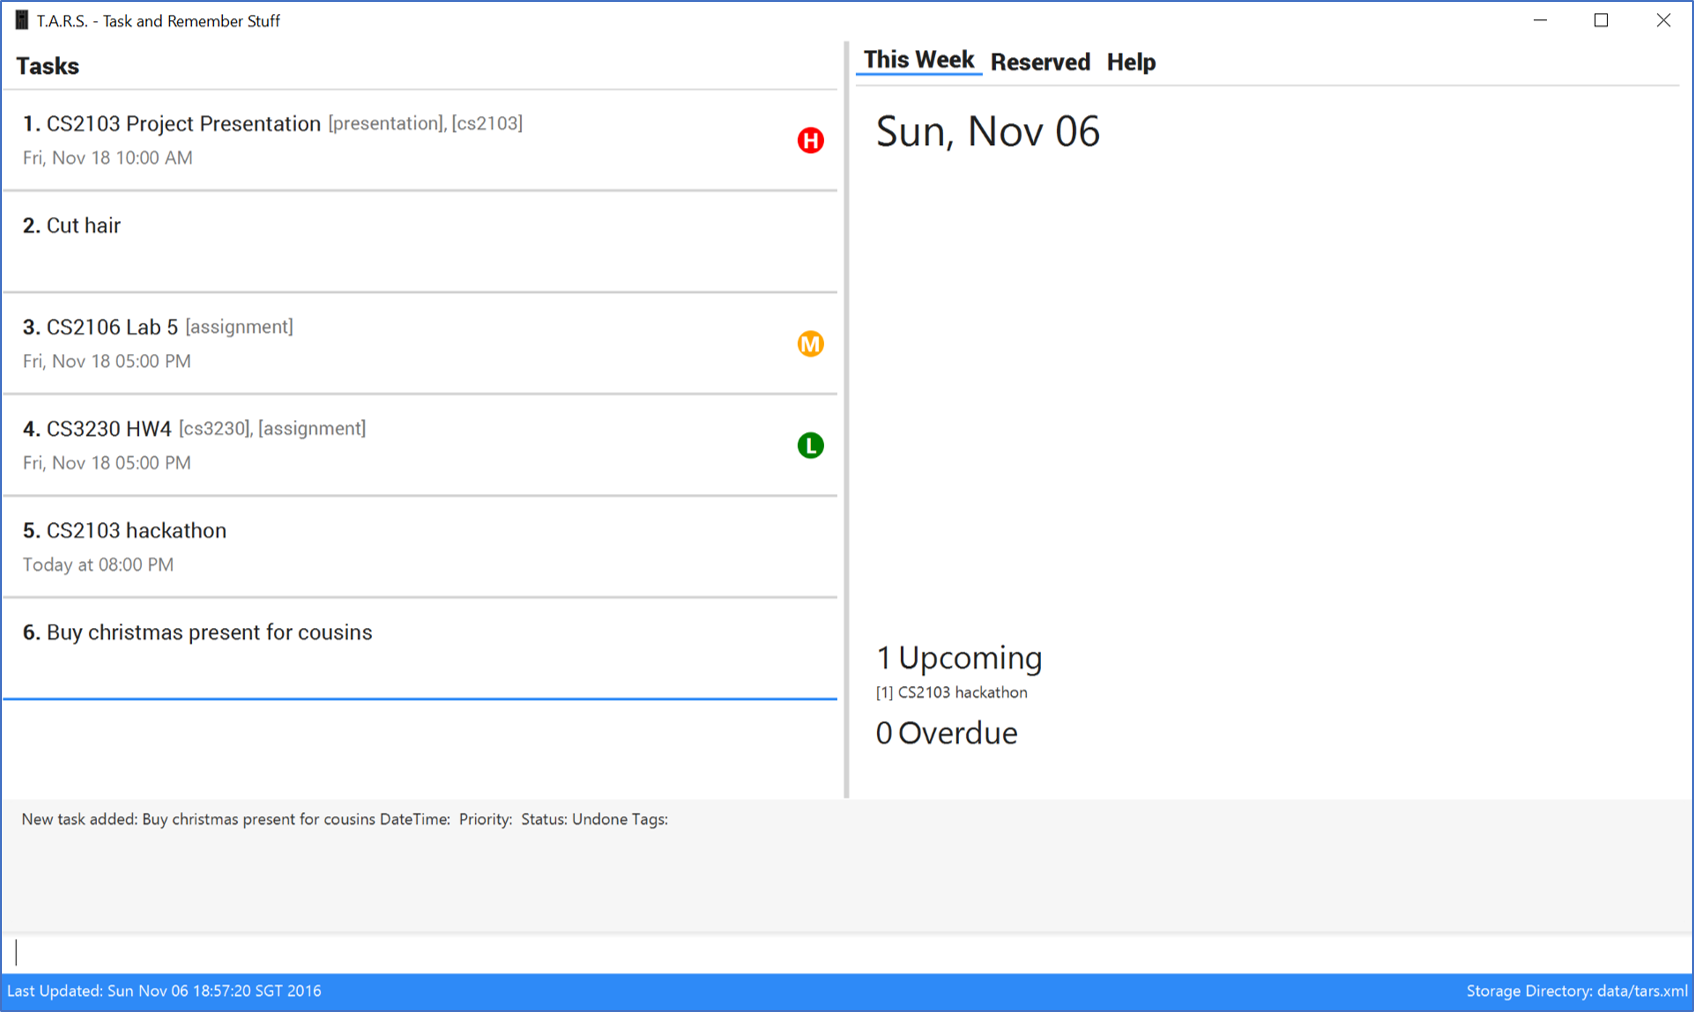 T.A.R.S. - Task and Remember Stuff
Tasks
1. CS2103 Project Presentation [presentation], [cs2103]
Fri, Nov 18 10:00 AM
H
2. Cut hair
3. CS2106 Lab 5 [assignment]
Fri, Nov 18 05:00 PM
M
4. CS3230 HW4 [cs3230], [assignment]
Fri, Nov 18 05:00 PM
L
5. CS2103 hackathon
Today at 08:00 PM
6. Buy christmas present for cousins
This Week Reserved Help
Sun, Nov 06
1 Upcoming
[1] CS2103 hackathon
0 Overdue
New task added: Buy christmas present for cousins DateTime:  Priority:  Status: Undone Tags:
Last Updated: Sun Nov 06 18:57:20 SGT 2016
Storage Directory: data/tars.xml